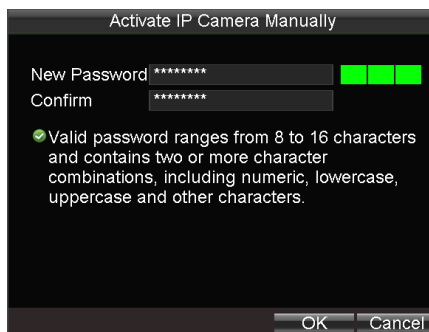 Activate IP Camera Manually
New Password ********
Confirm ********
Valid password ranges from 8 to 16 characters
and contains two or more character
combinations, including numeric, lowercase,
uppercase and other characters.
OK Cancel